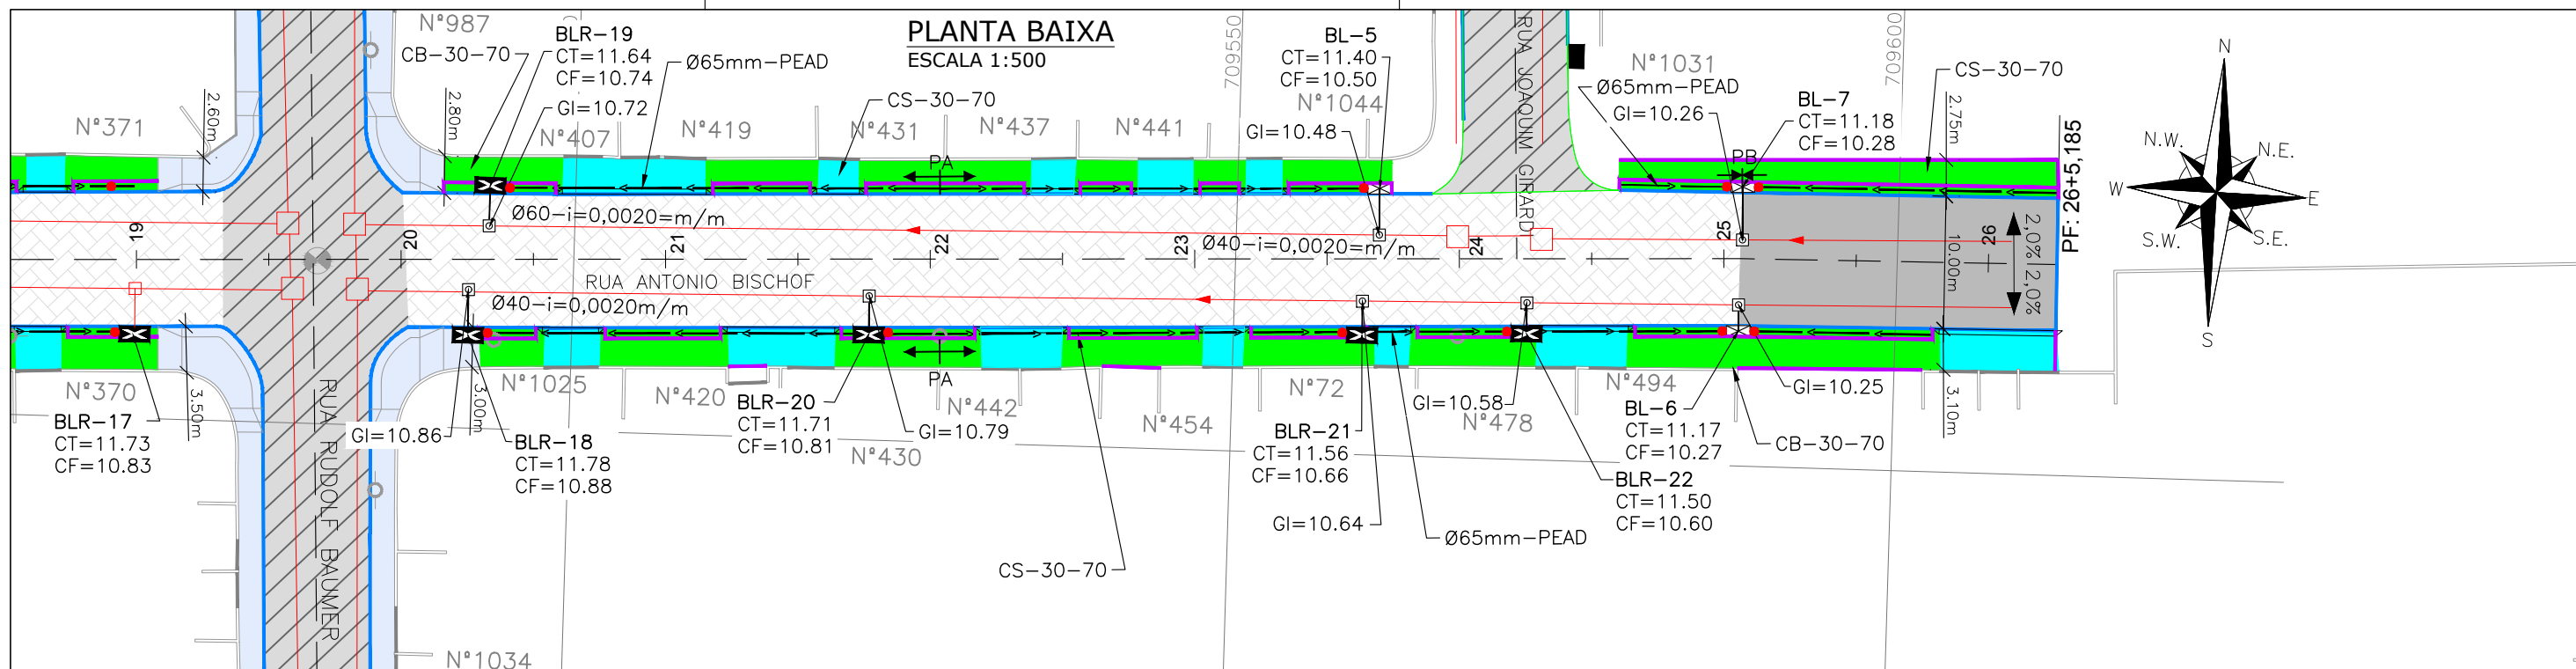 PLANTA BAIXA
ESCALA 1:500
N°987
CB-30-70
BLR-19
CT=11.64
CF=10.74
GI=10.72
Ø65mm-PEAD
CS-30-70
709550
BL-5
CT=11.40
CF=10.50
N°1044
GI=10.48
RUA JOAQUIM GIRARDI
N°1031
Ø65mm-PEAD
GI=10.26
BL-7
CT=11.18
CF=10.28
709600
CS-30-70
2.75m
PF: 26+5,185
N
N.E.
E
S.E.
S
S.W.
W
N.W.
N°371
2.60m
2.80m
N°407
N°419
N°431
N°437
N°441
PA
PB
Ø60-i=0,0020=m/m
Ø40-i=0,0020=m/m
19
20
21
22
23
24
25
26
10.00m
2,0%
2,0%
RUA ANTONIO BISCHOF
Ø40-i=0,0020m/m
N°370
3.50m
BLR-17
CT=11.73
CF=10.83
RUA RUDOLF BAUMER
GI=10.86
3.00m
BLR-18
CT=11.78
CF=10.88
N°1025
N°420
BLR-20
CT=11.71
CF=10.81
PA
N°442
GI=10.79
N°430
N°454
CS-30-70
N°72
BLR-21
CT=11.56
CF=10.66
GI=10.64
GI=10.58
N°478
Ø65mm-PEAD
N°494
BL-6
CT=11.17
CF=10.27
BLR-22
CT=11.50
CF=10.60
GI=10.25
CB-30-70
3.10m
N°1034